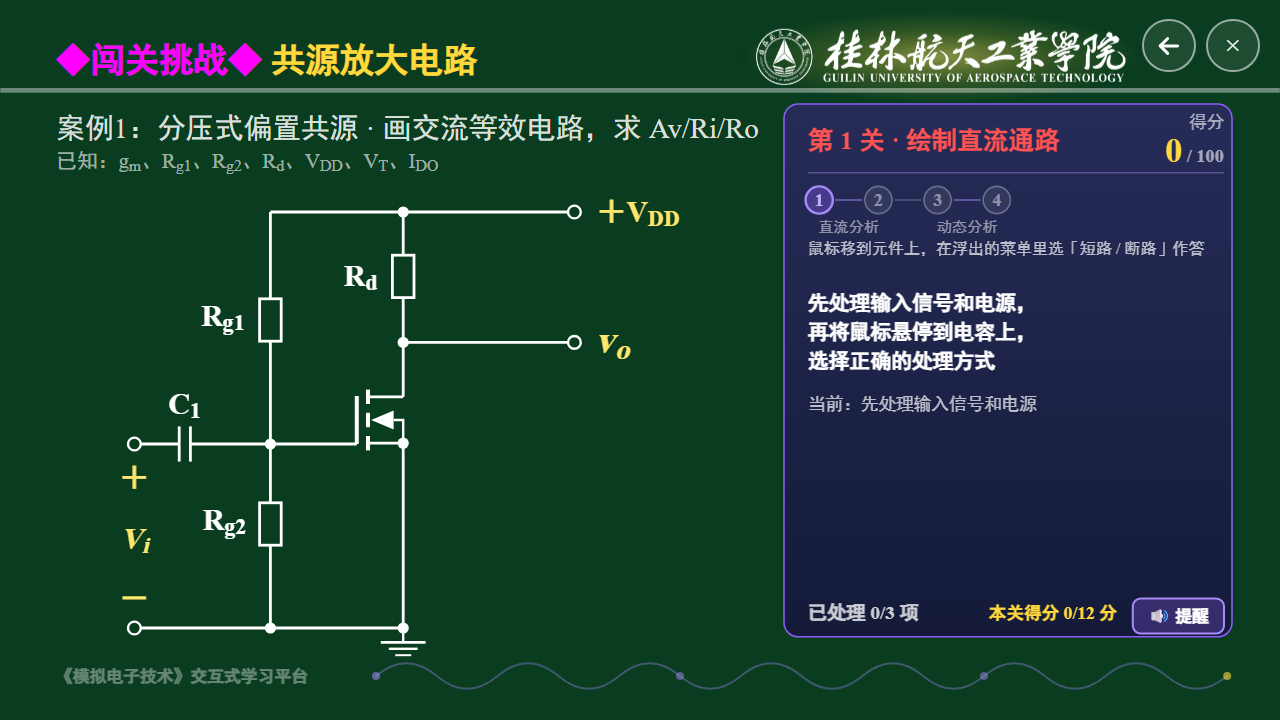 ◆闯关挑战◆ 共源放大电路
桂林航天工業學院
GUILIN UNIVERSITY OF AEROSPACE TECHNOLOGY
案例1：分压式偏置共源 · 画交流等效电路，求 Av/Ri/Ro
已知：gm、Rg1、Rg2、Rd、VDD、VT、IDO
+VDD
Rd
Rg1
Vo
C1
+
Rg2
Vi
−
第 1 关 · 绘制直流通路
得分
0 / 100
1 2 3 4
直流分析 动态分析
鼠标移到元件上，在浮出的菜单里选「短路 / 断路」作答
先处理输入信号和电源，
再将鼠标悬停到电容上，
选择正确的处理方式
当前：先处理输入信号和电源
已处理 0/3 项 本关得分 0/12 分 提醒
《模拟电子技术》交互式学习平台